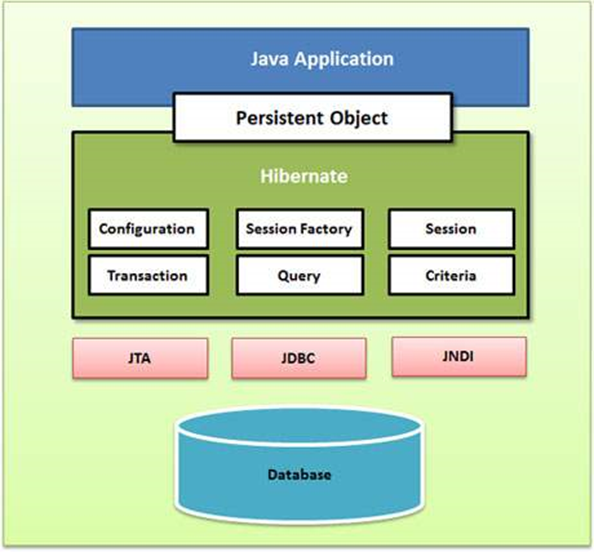 Java Application
Persistent Object
Hibernate
Configuration
Session Factory
Session
Transaction
Query
Criteria
JTA
JDBC
JNDI
Database